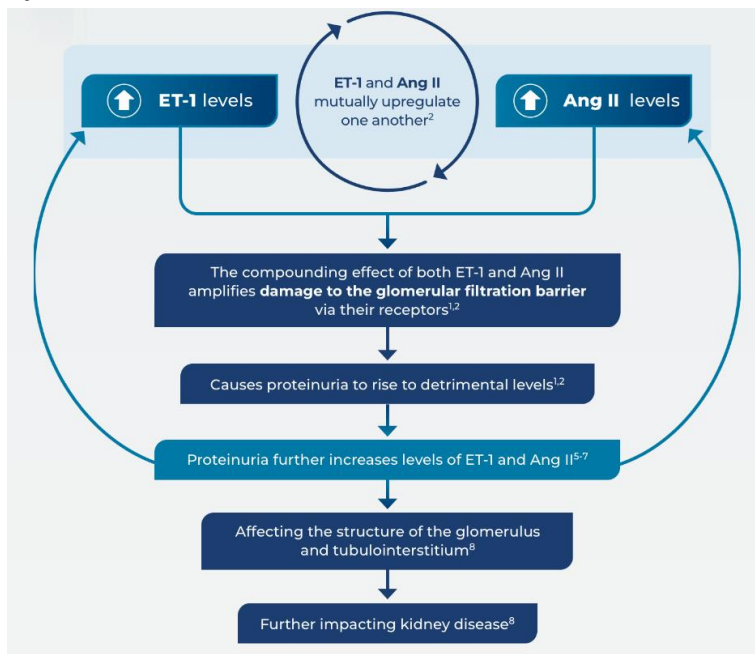 ET-1 levels
ET-1 and Ang II
mutually upregulate
one another²
Ang II levels
The compounding effect of both ET-1 and Ang II
amplifies damage to the glomerular filtration barrier
via their receptors¹,²
Causes proteinuria to rise to detrimental levels¹,²
Proteinuria further increases levels of ET-1 and Ang II⁵-⁷
Affecting the structure of the glomerulus
and tubulointerstitium⁸
Further impacting kidney disease⁸